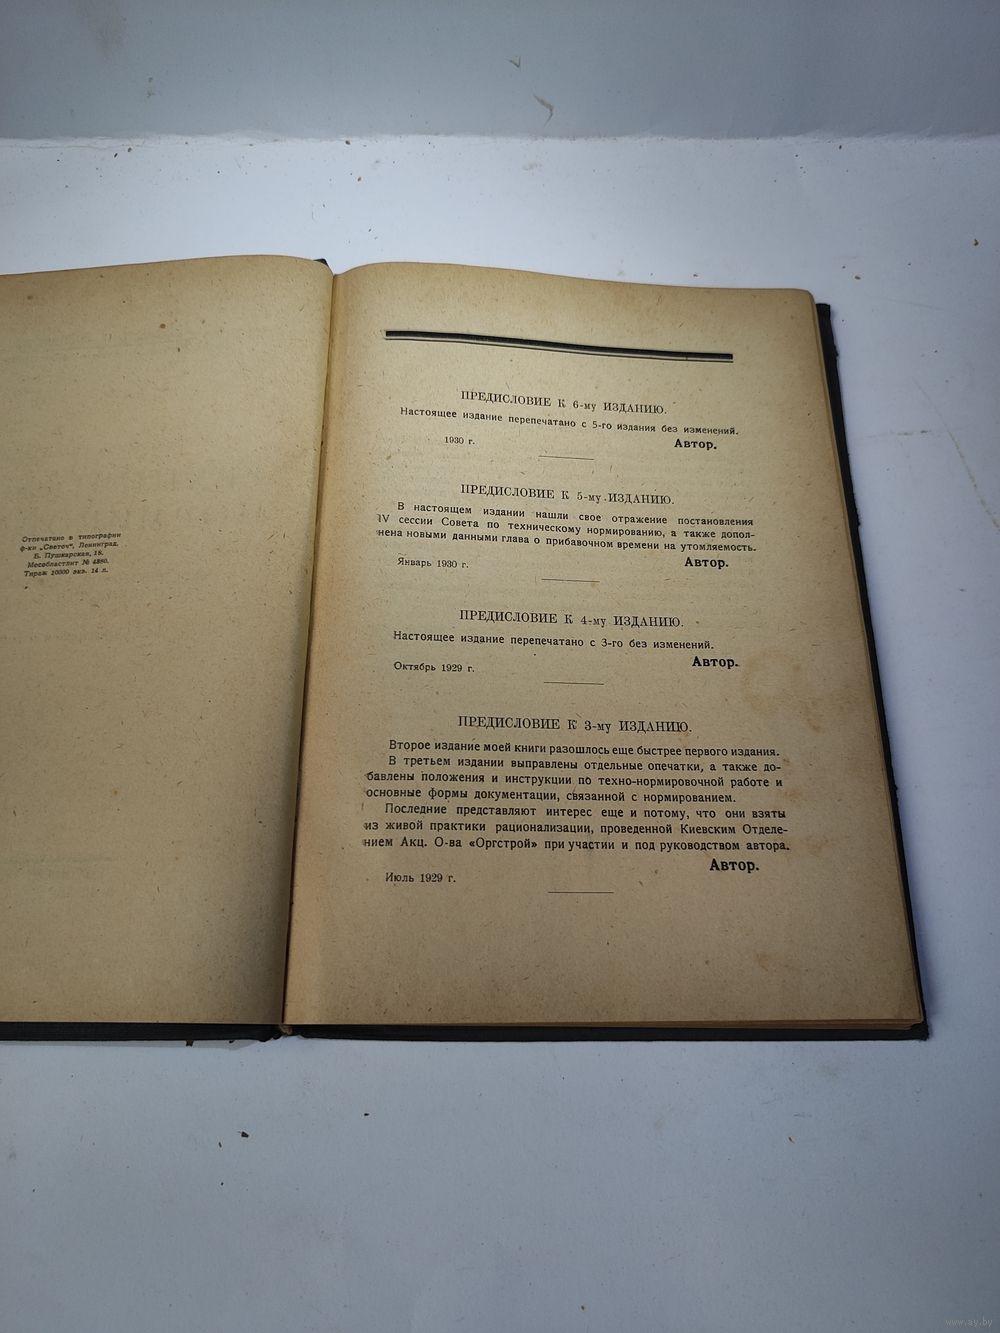 Отпечатано в типографии
ф-ки „Светоч“, Ленинград,
Б. Пушкарская, 18.
Месобластлит № 4880.
Тираж 10000 экз. 14 л.
ПРЕДИСЛОВИЕ К 6-му ИЗДАНИЮ.
Настоящее издание перепечатано с 5-го издания без изменений.
1930 г. Автор.
ПРЕДИСЛОВИЕ К 5-му ИЗДАНИЮ.
В настоящем издании нашли свое отражение постановления
IV сессии Совета по техническому нормированию, а также допол-
нена новыми данными глава о прибавочном времени на утомляемость.
Январь 1930 г. Автор.
ПРЕДИСЛОВИЕ К 4-му ИЗДАНИЮ.
Настоящее издание перепечатано с 3-го без изменений.
Октябрь 1929 г. Автор.
ПРЕДИСЛОВИЕ К 3-му ИЗДАНИЮ.
Второе издание моей книги разошлось еще быстрее первого издания.
В третьем издании выправлены отдельные опечатки, а также до-
бавлены положения и инструкции по техно-нормировочной работе и
основные формы документации, связанной с нормированием.
Последние представляют интерес еще и потому, что они взяты
из живой практики рационализации, проведенной Киевским Отделе-
нием Акц. О-ва «Оргстрой» при участии и под руководством автора.
Автор.
Июль 1929 г.
www.ay.by